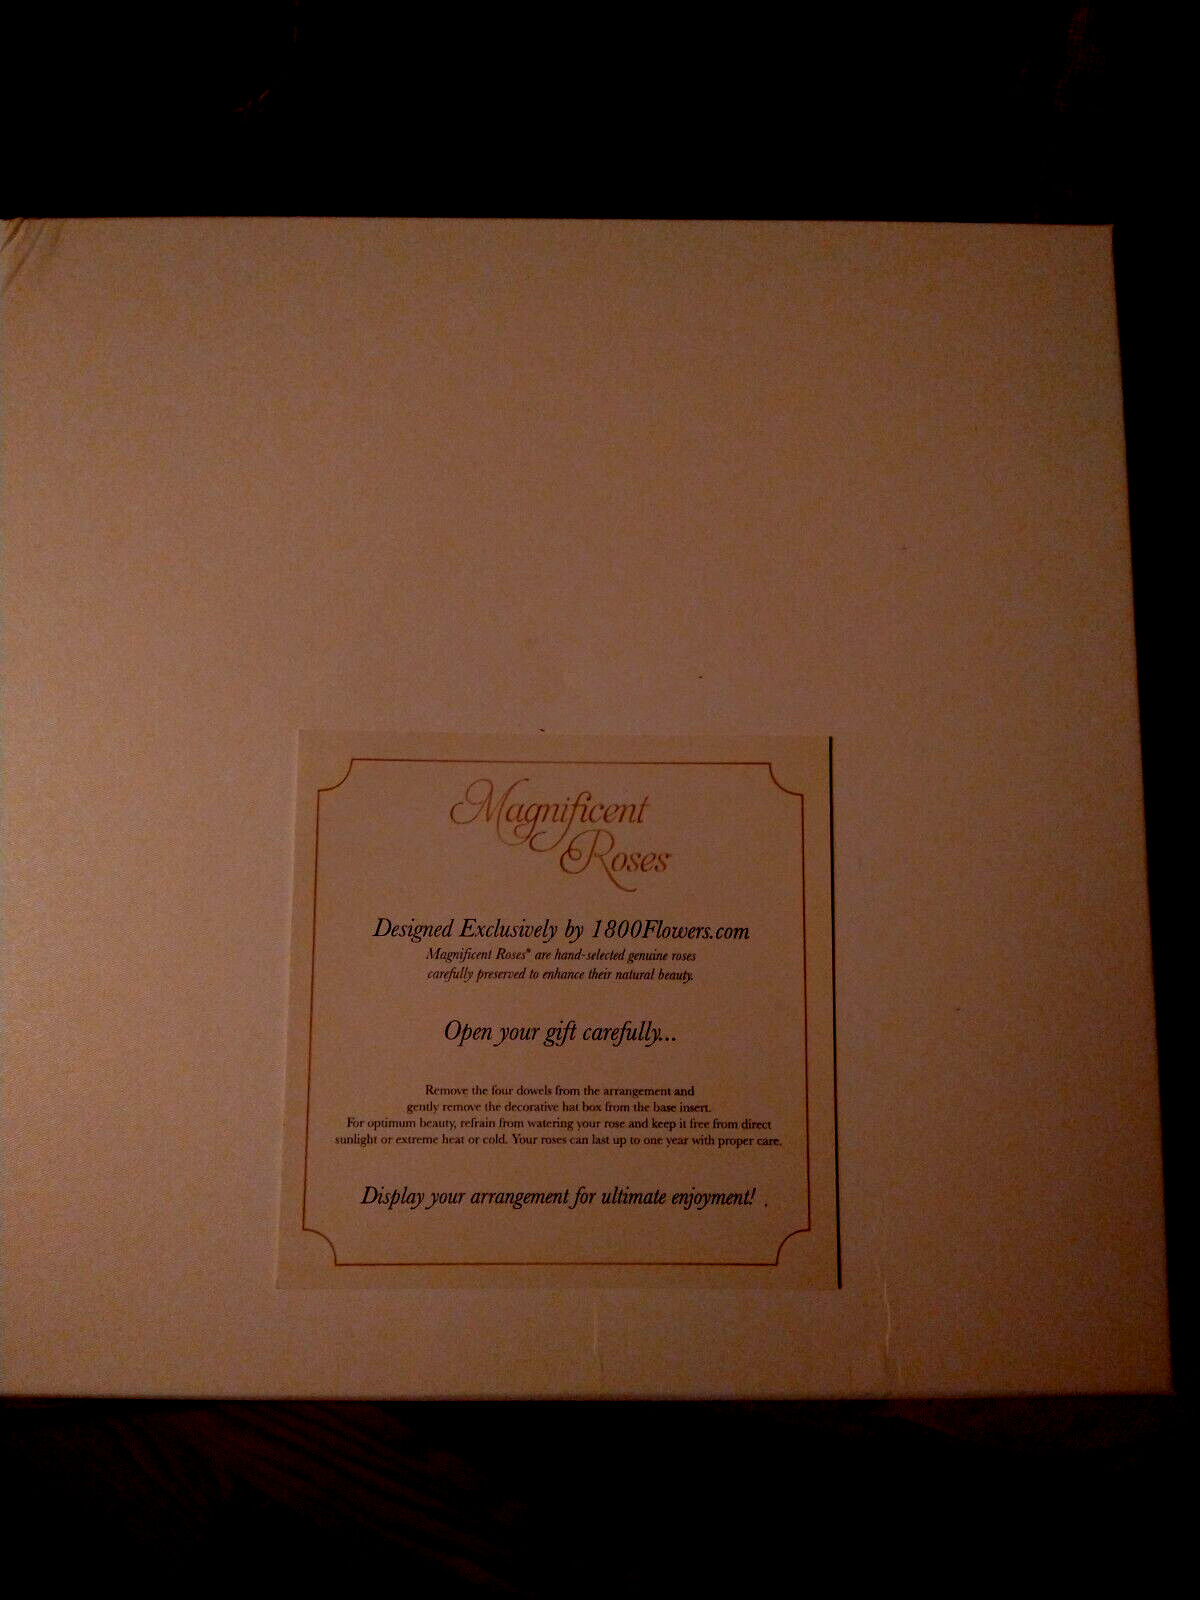 Magnificent
Roses
Designed Exclusively by 1800Flowers.com
Magnificent Roses® are hand-selected genuine roses
carefully preserved to enhance their natural beauty.
Open your gift carefully...
Remove the four dowels from the arrangement and
gently remove the decorative hat box from the base insert.
For optimum beauty, refrain from watering your rose and keep it free from direct
sunlight or extreme heat or cold. Your roses can last up to one year with proper care.
Display your arrangement for ultimate enjoyment!